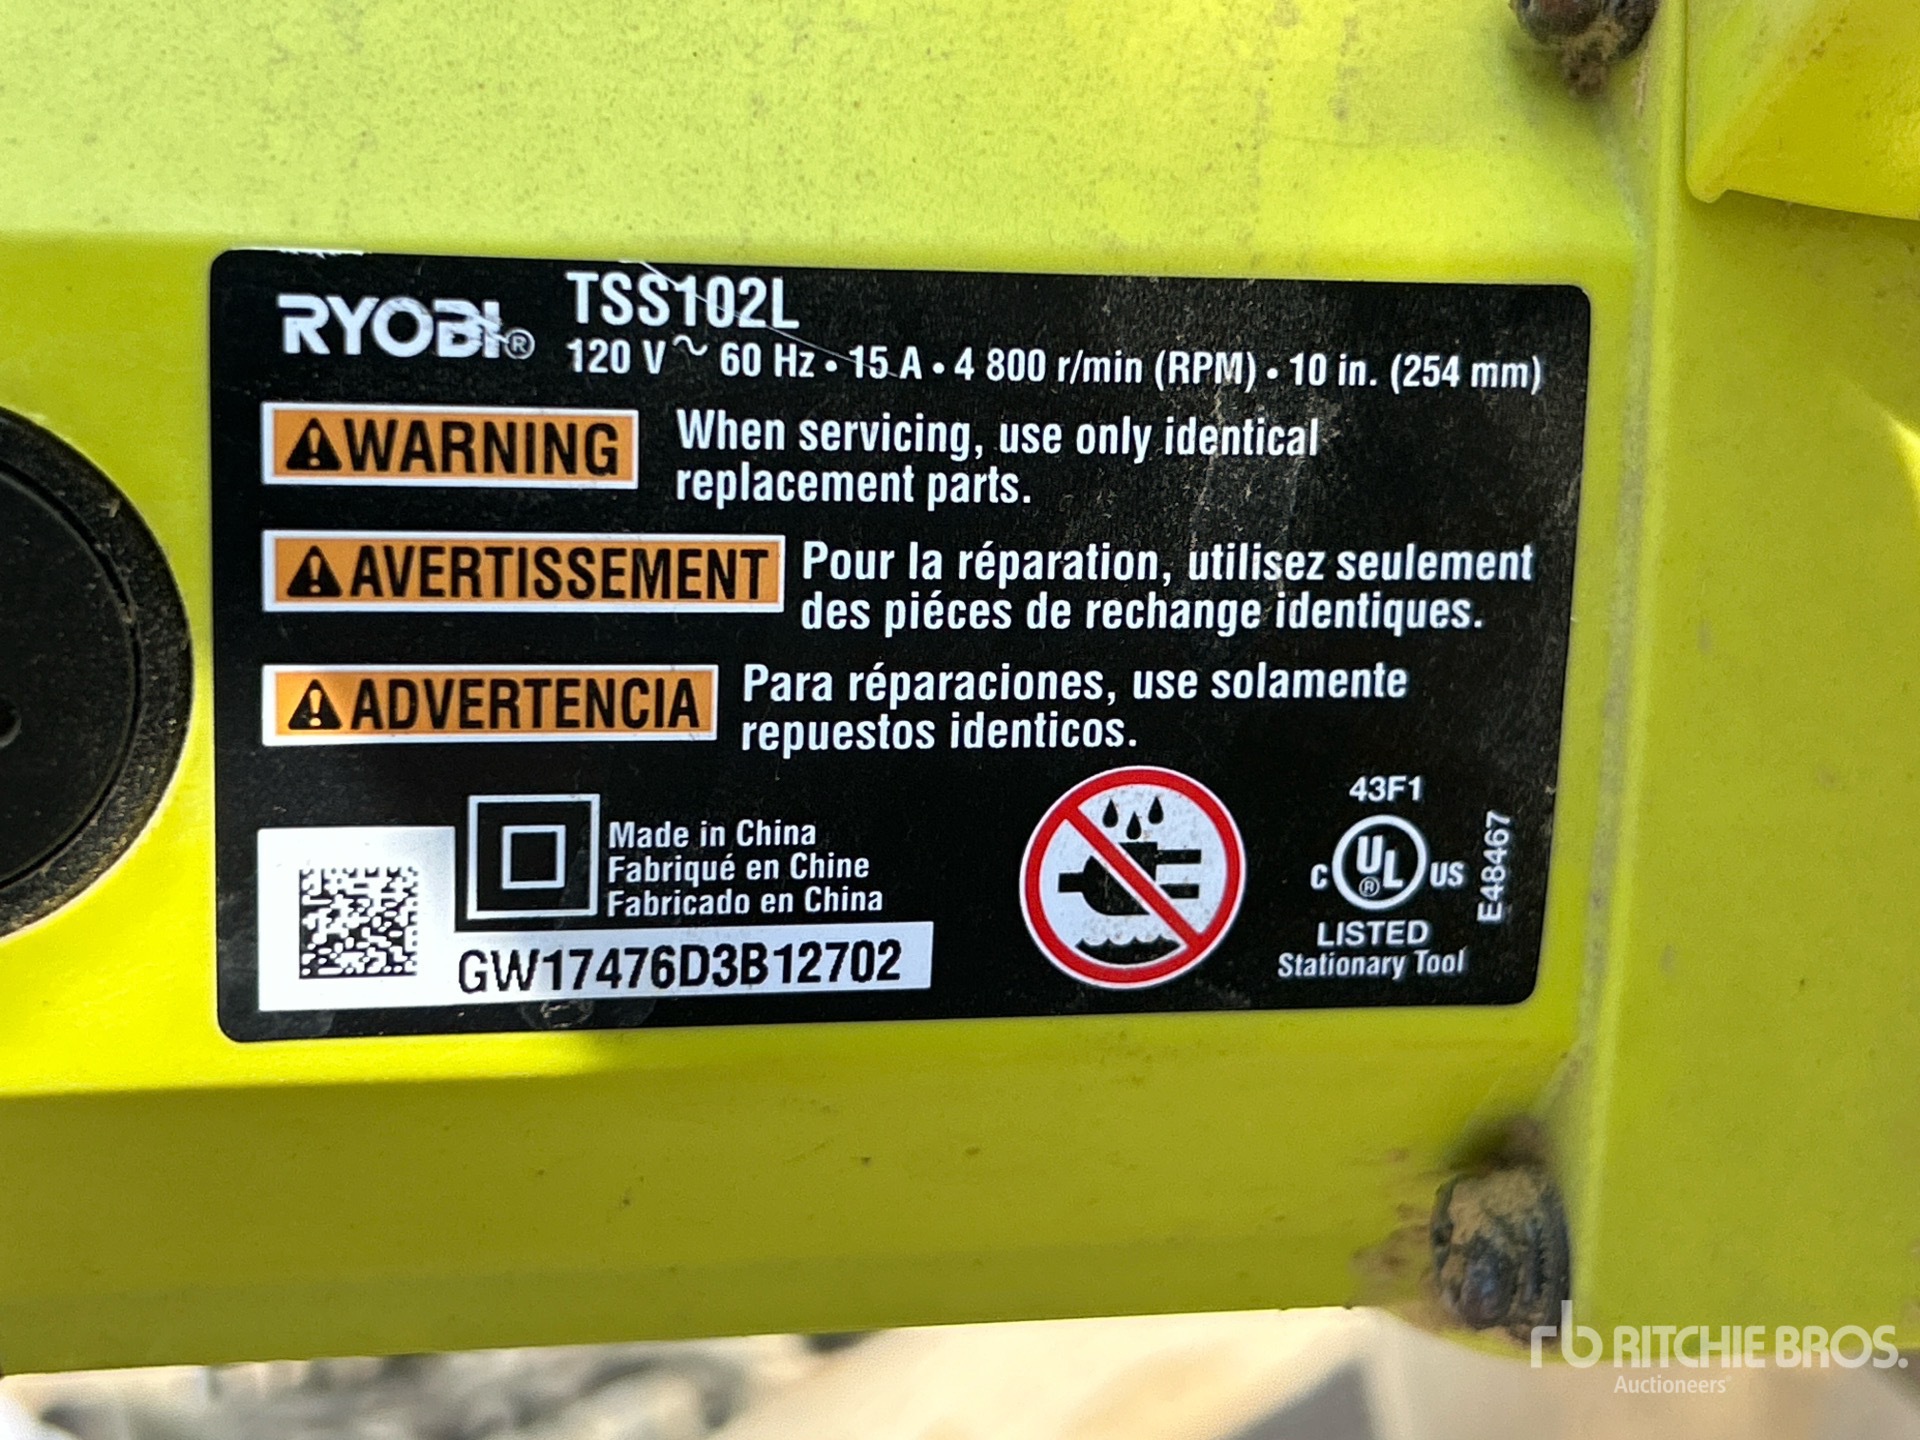 RYOBI® TSS102L
120 V ~ 60 Hz • 15 A • 4 800 r/min (RPM) • 10 in. (254 mm)
⚠WARNING When servicing, use only identical
replacement parts.
⚠AVERTISSEMENT Pour la réparation, utilisez seulement
des piéces de rechange identiques.
⚠ADVERTENCIA Para réparaciones, use solamente
repuestos identicos.
Made in China
Fabriqué en Chine
Fabricado en China
GW17476D3B12702
43F1
C UL® US
LISTED
Stationary Tool
E48467
rb RITCHIE BROS.
Auctioneers